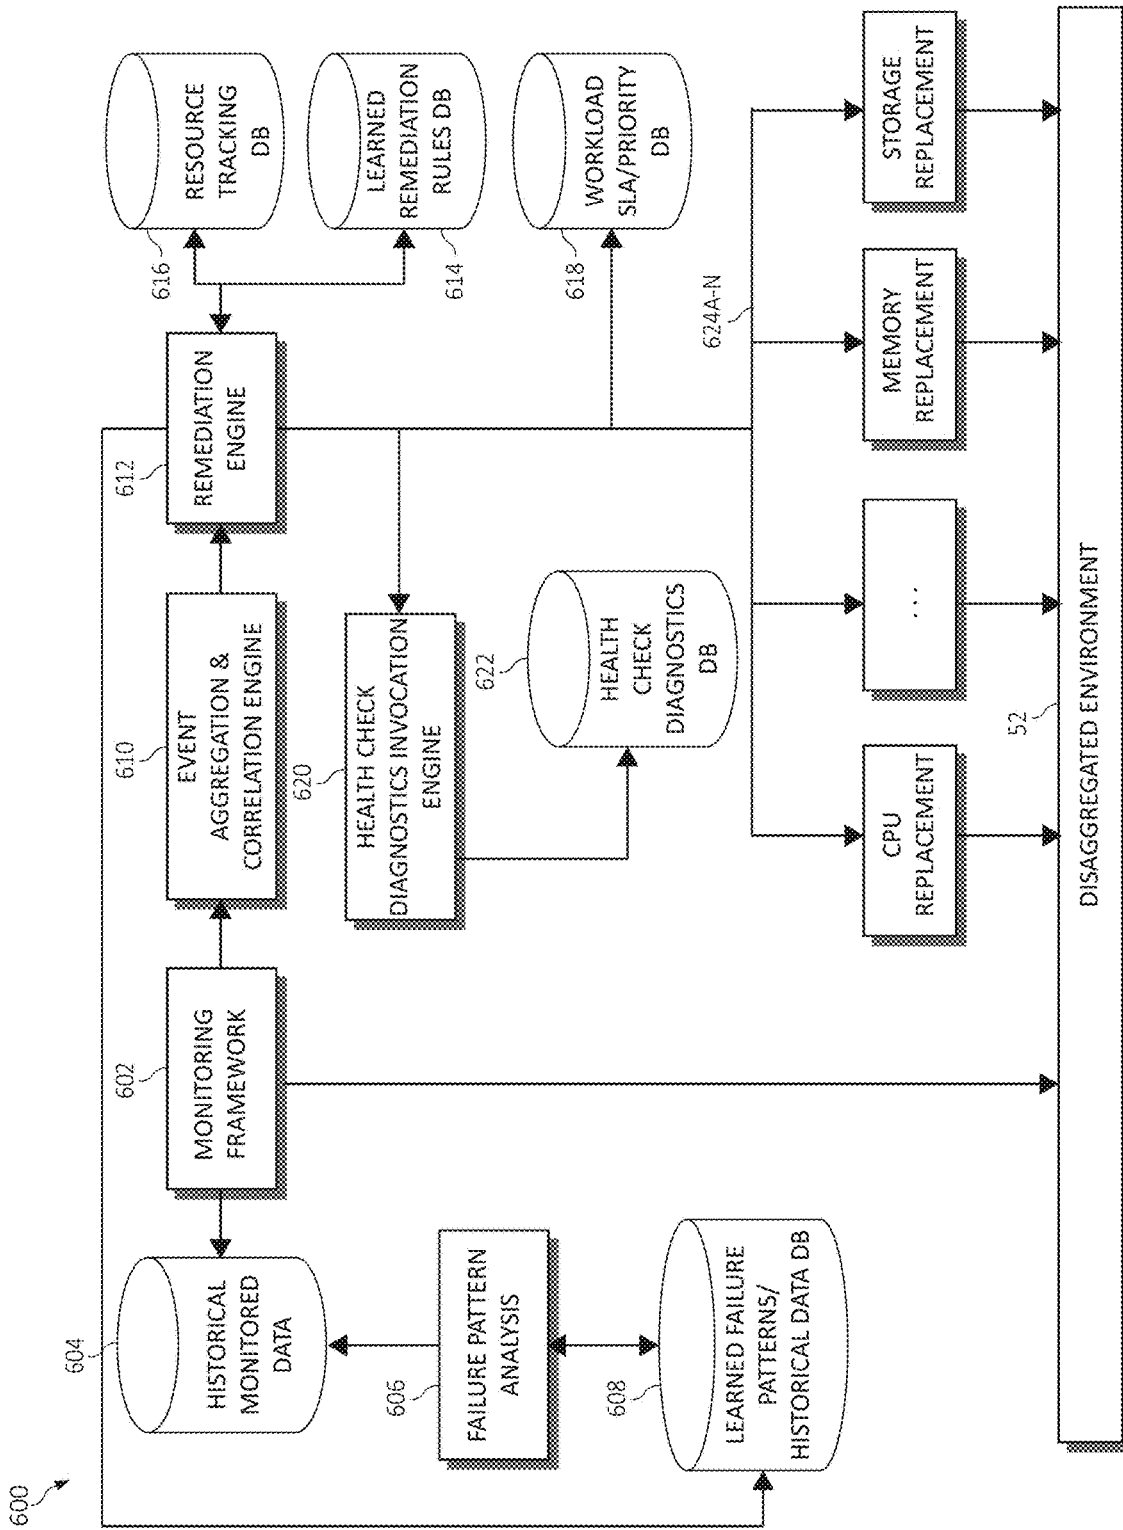 600
604
HISTORICAL
MONITORED
DATA
602
MONITORING
FRAMEWORK
610
EVENT
AGGREGATION &
CORRELATION ENGINE
612
REMEDIATION
ENGINE
616
RESOURCE
TRACKING
DB
614
LEARNED
REMEDIATION
RULES DB
618
WORKLOAD
SLA/PRIORITY
DB
606
FAILURE PATTERN
ANALYSIS
608
LEARNED FAILURE
PATTERNS/
HISTORICAL DATA DB
620
HEALTH CHECK
DIAGNOSTICS INVOCATION
ENGINE
622
HEALTH
CHECK
DIAGNOSTICS
DB
624A-N
CPU
REPLACEMENT
...
MEMORY
REPLACEMENT
STORAGE
REPLACEMENT
52
DISAGGREGATED ENVIRONMENT